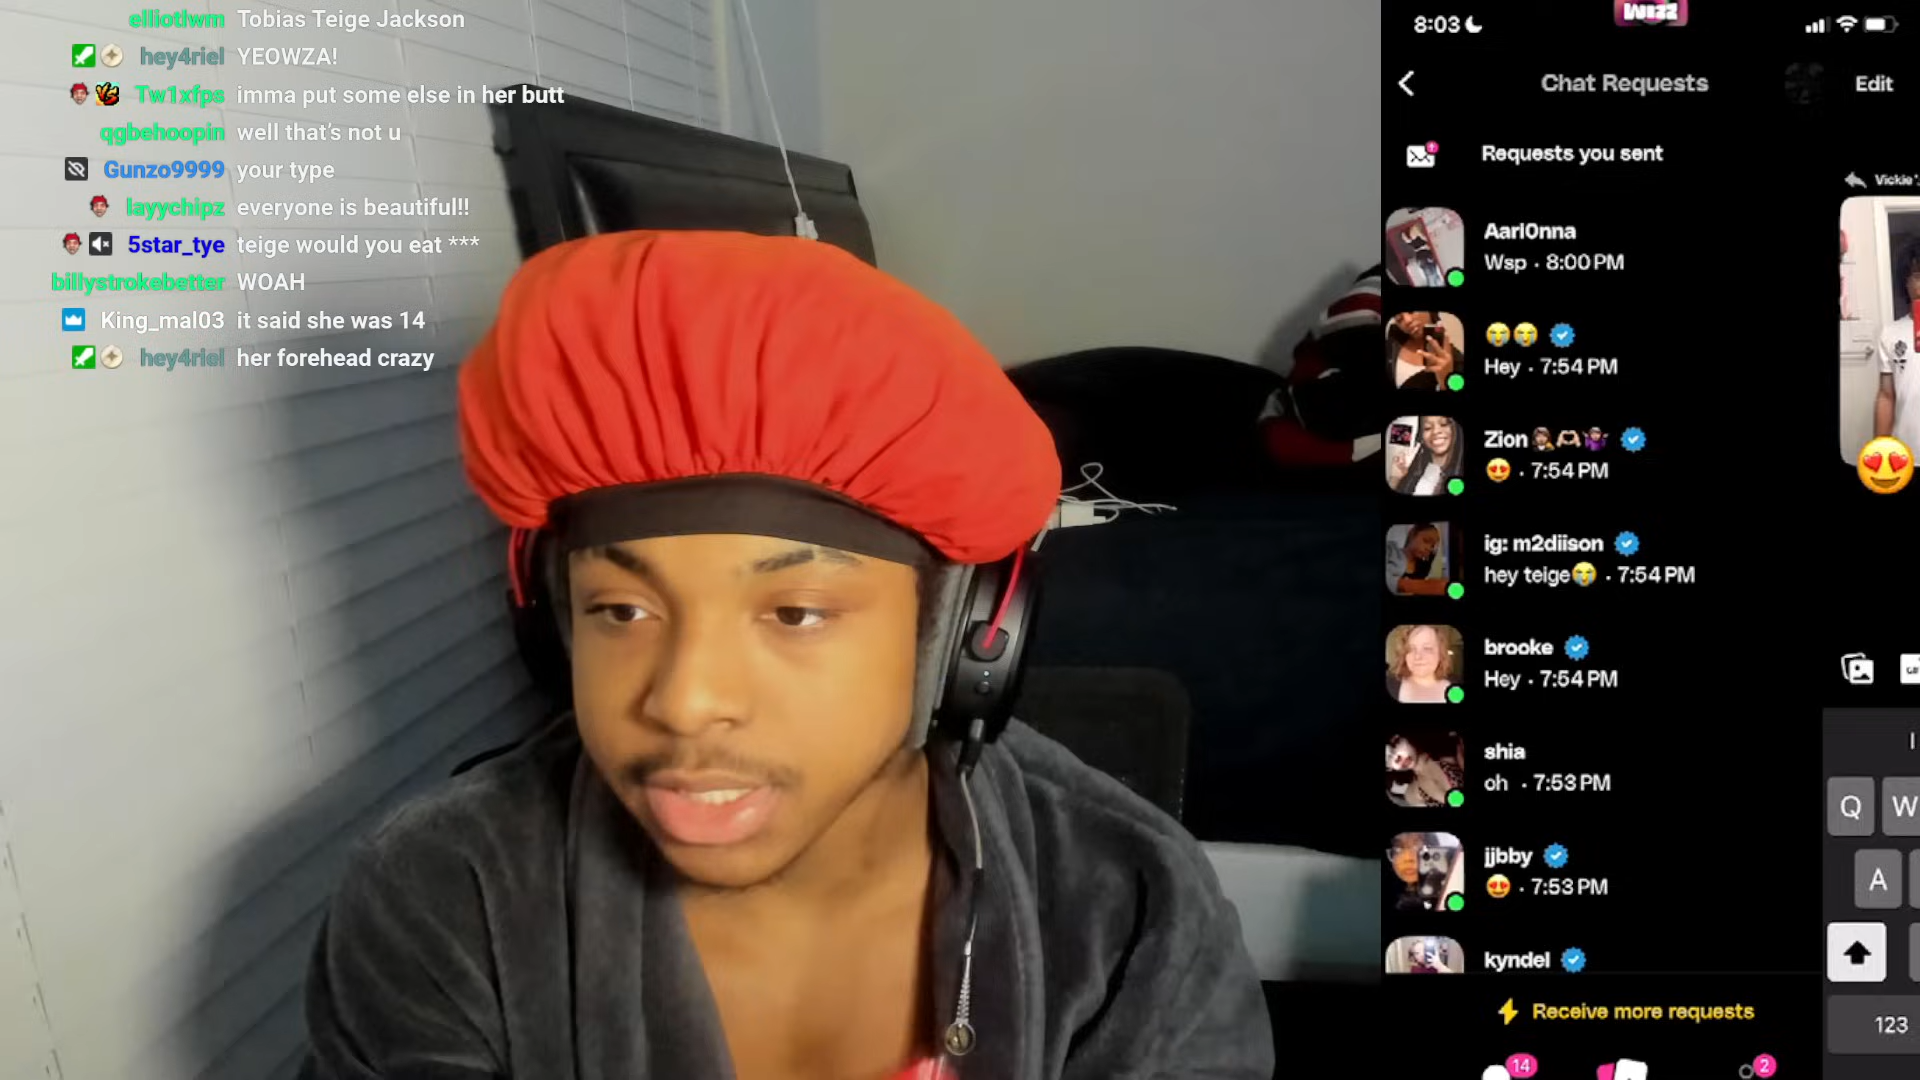 elliotlwm Tobias Teige Jackson
hey4riel YEOWZA!
Tw1xfps imma put some else in her butt
qgbehoopin well that's not u
Gunzo9999 your type
layychipz everyone is beautiful!!
5star_tye teige would you eat ***
billystrokebetter WOAH
King_mal03 it said she was 14
hey4riel her forehead crazy
WIZZ
8:03
Chat Requests
Edit
Requests you sent
Vickie
Aarl0nna
Wsp · 8:00 PM
😭😭
Hey · 7:54 PM
Zion
😍 · 7:54 PM
ig: m2diison
hey teige😭 · 7:54 PM
brooke
Hey · 7:54 PM
shia
oh · 7:53 PM
jjbby
😍 · 7:53 PM
kyndel
Receive more requests
14
2
I
Q W
A
123